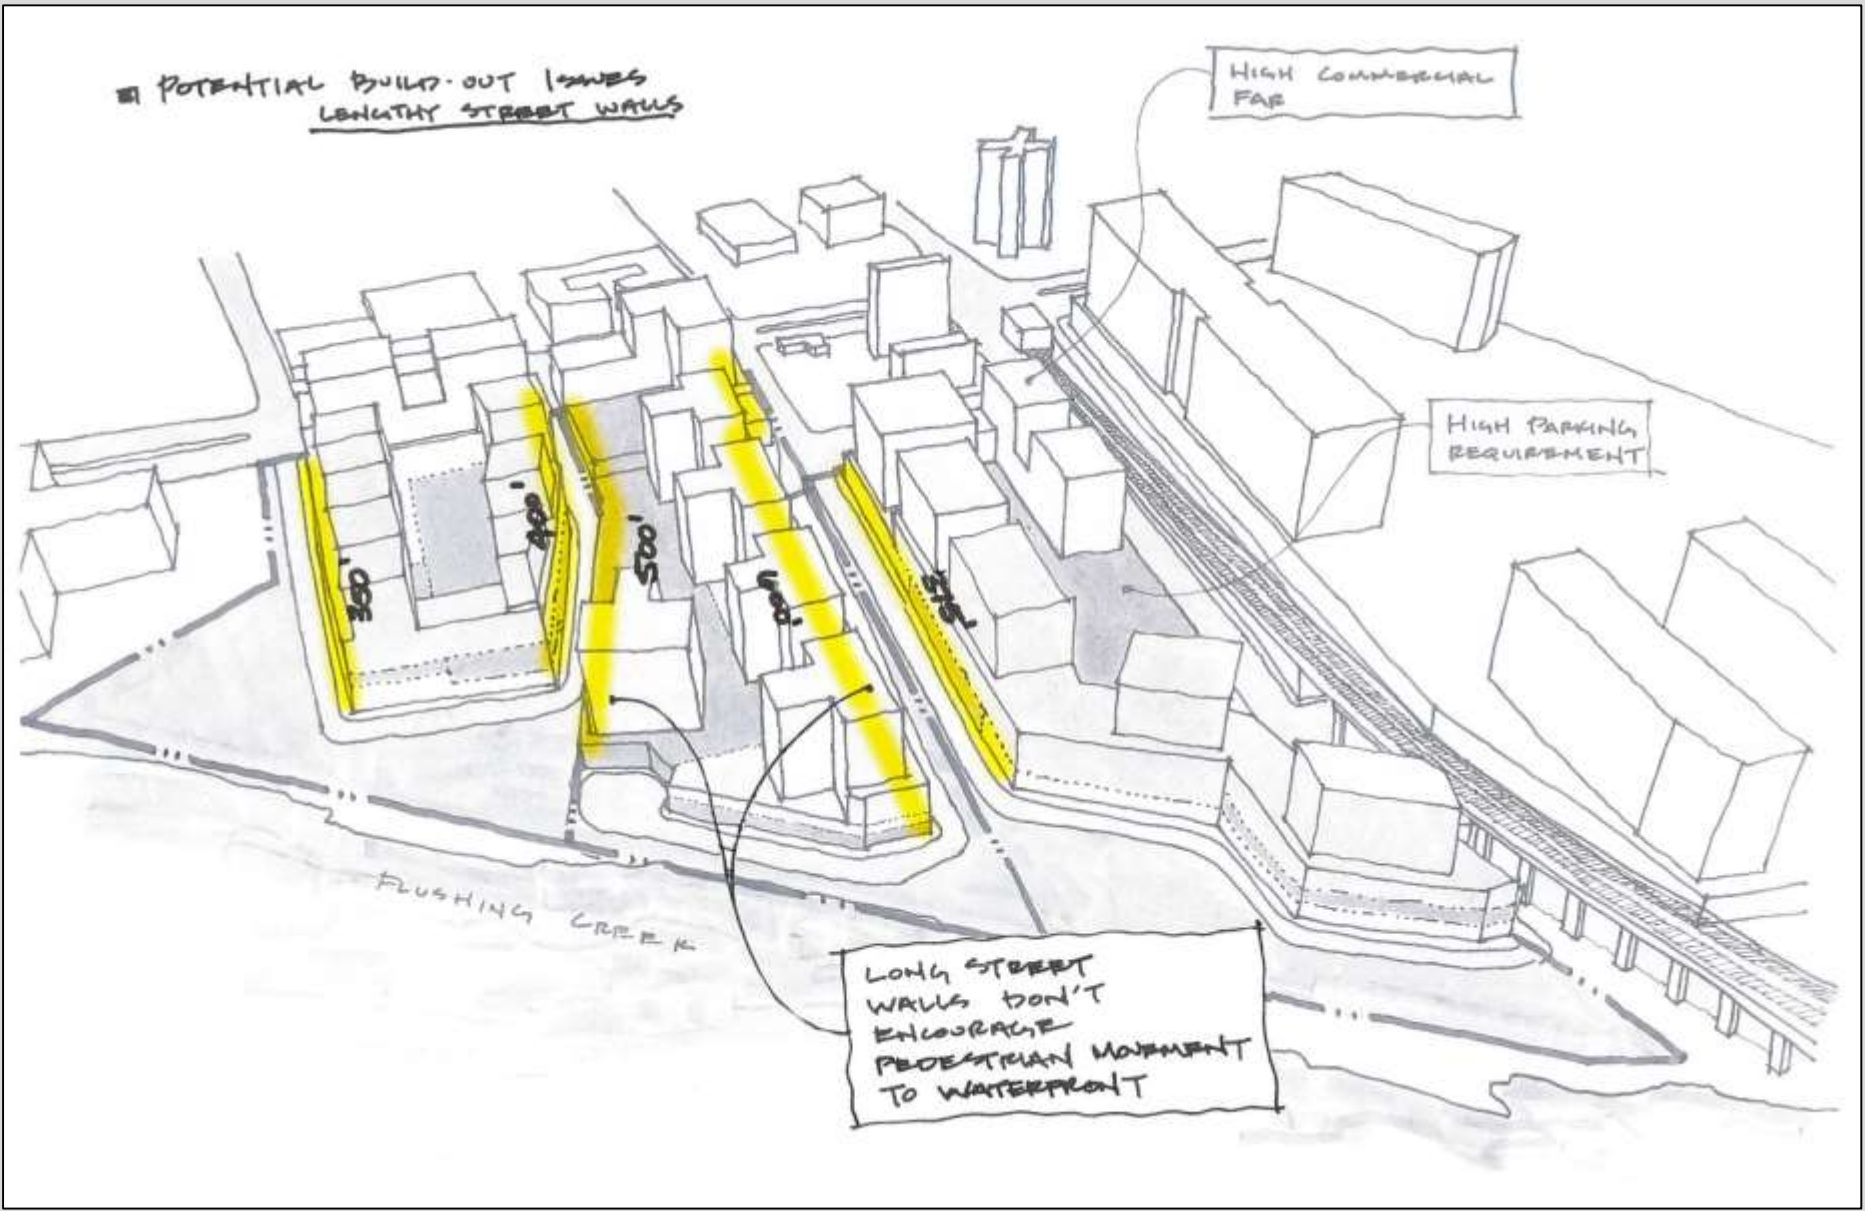 POTENTIAL BUILD-OUT ISSUES
LENGTHY STREET WALLS
HIGH COMMERCIAL
FAR
HIGH PARKING
REQUIREMENT
350'
400'
500'
600'
375'
FLUSHING CREEK
LONG STREET
WALLS DON'T
ENCOURAGE
PEDESTRIAN MOVEMENT
TO WATERFRONT